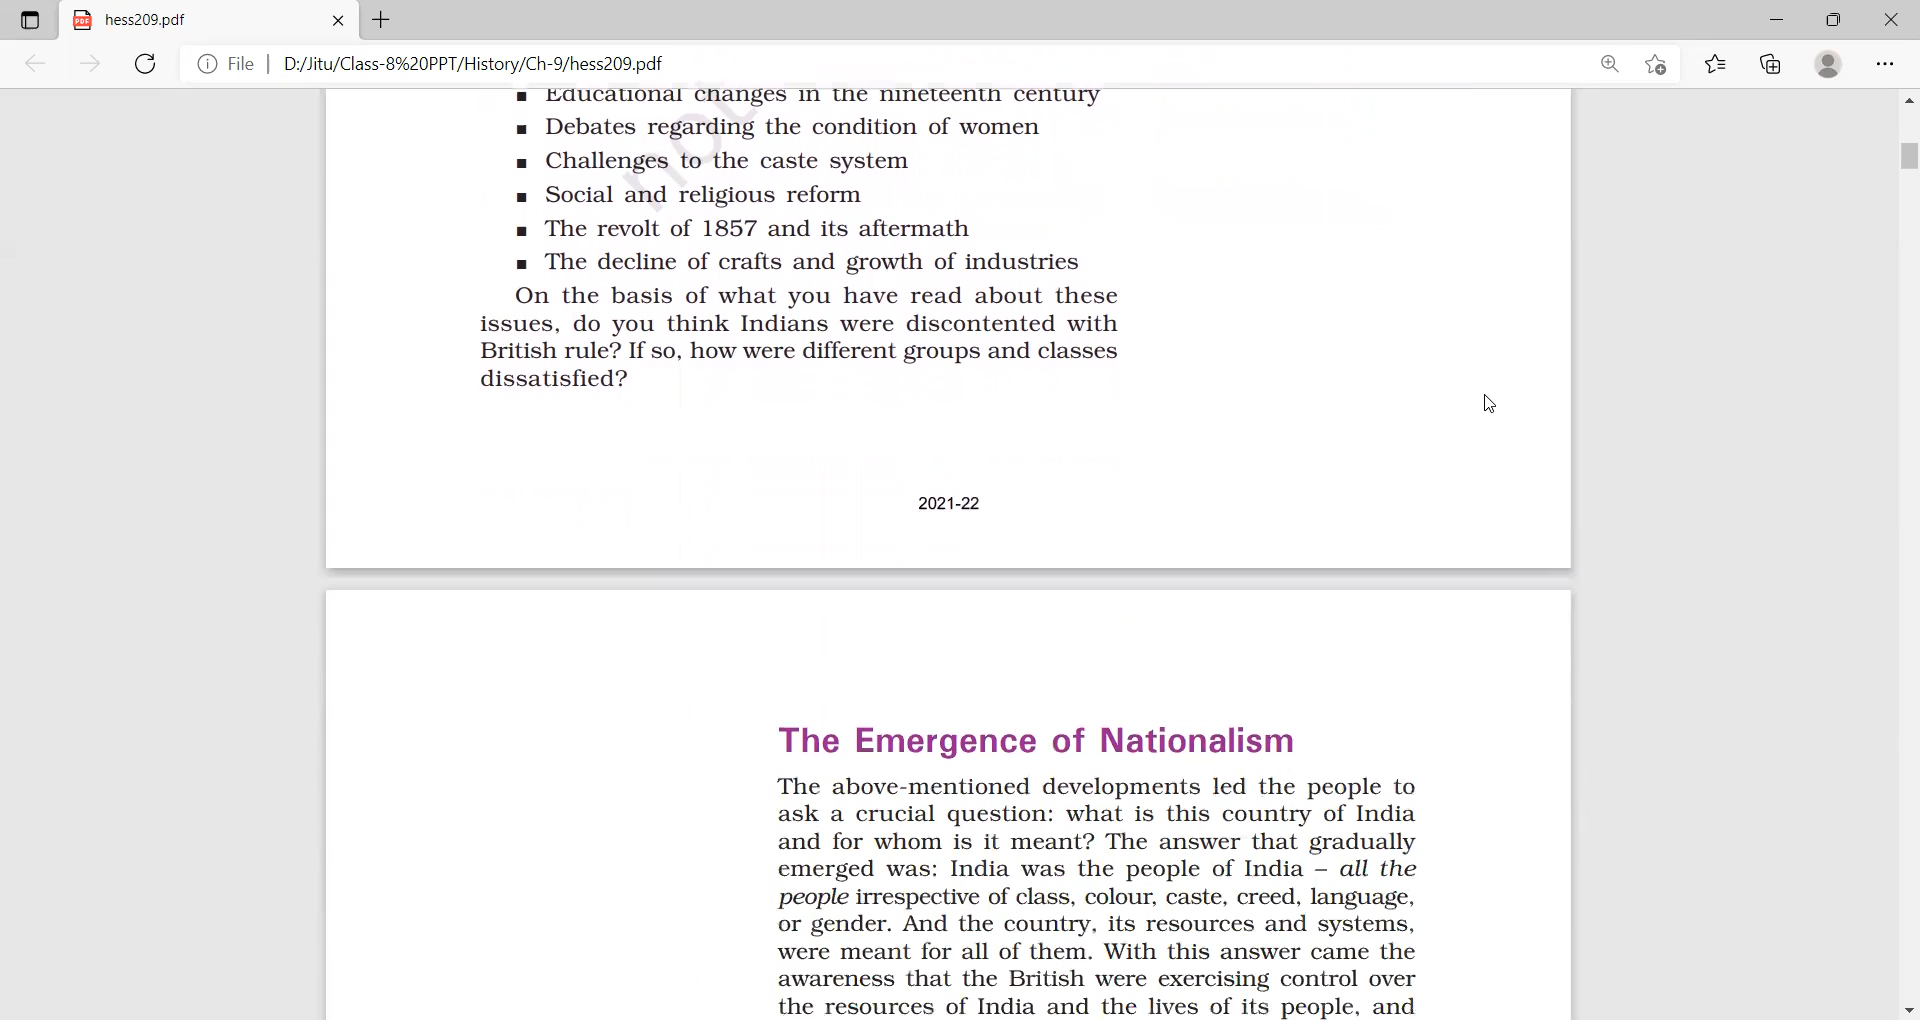 hess209.pdf
File | D:/Jitu/Class-8%20PPT/History/Ch-9/hess209.pdf
▪ Educational changes in the nineteenth century
▪ Debates regarding the condition of women
▪ Challenges to the caste system
▪ Social and religious reform
▪ The revolt of 1857 and its aftermath
▪ The decline of crafts and growth of industries
On the basis of what you have read about these
issues, do you think Indians were discontented with
British rule? If so, how were different groups and classes
dissatisfied?
2021-22
The Emergence of Nationalism
The above-mentioned developments led the people to
ask a crucial question: what is this country of India
and for whom is it meant? The answer that gradually
emerged was: India was the people of India – all the
people irrespective of class, colour, caste, creed, language,
or gender. And the country, its resources and systems,
were meant for all of them. With this answer came the
awareness that the British were exercising control over
the resources of India and the lives of its people, and
not